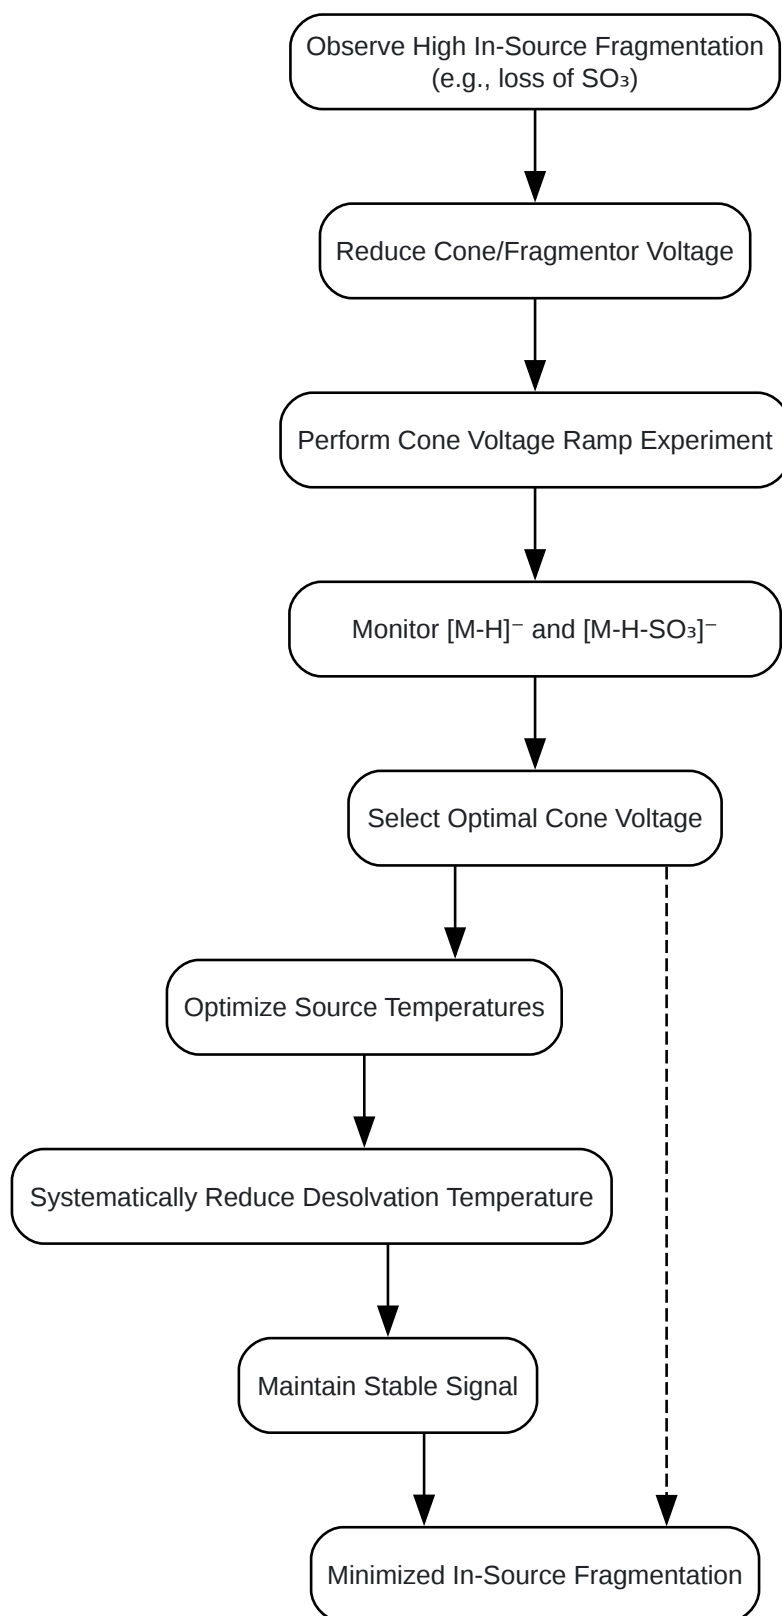 Observe High In-Source Fragmentation
(e.g., loss of SO₃)
Reduce Cone/Fragmentor Voltage
Perform Cone Voltage Ramp Experiment
Monitor [M-H]⁻ and [M-H-SO₃]⁻
Select Optimal Cone Voltage
Optimize Source Temperatures
Systematically Reduce Desolvation Temperature
Maintain Stable Signal
Minimized In-Source Fragmentation